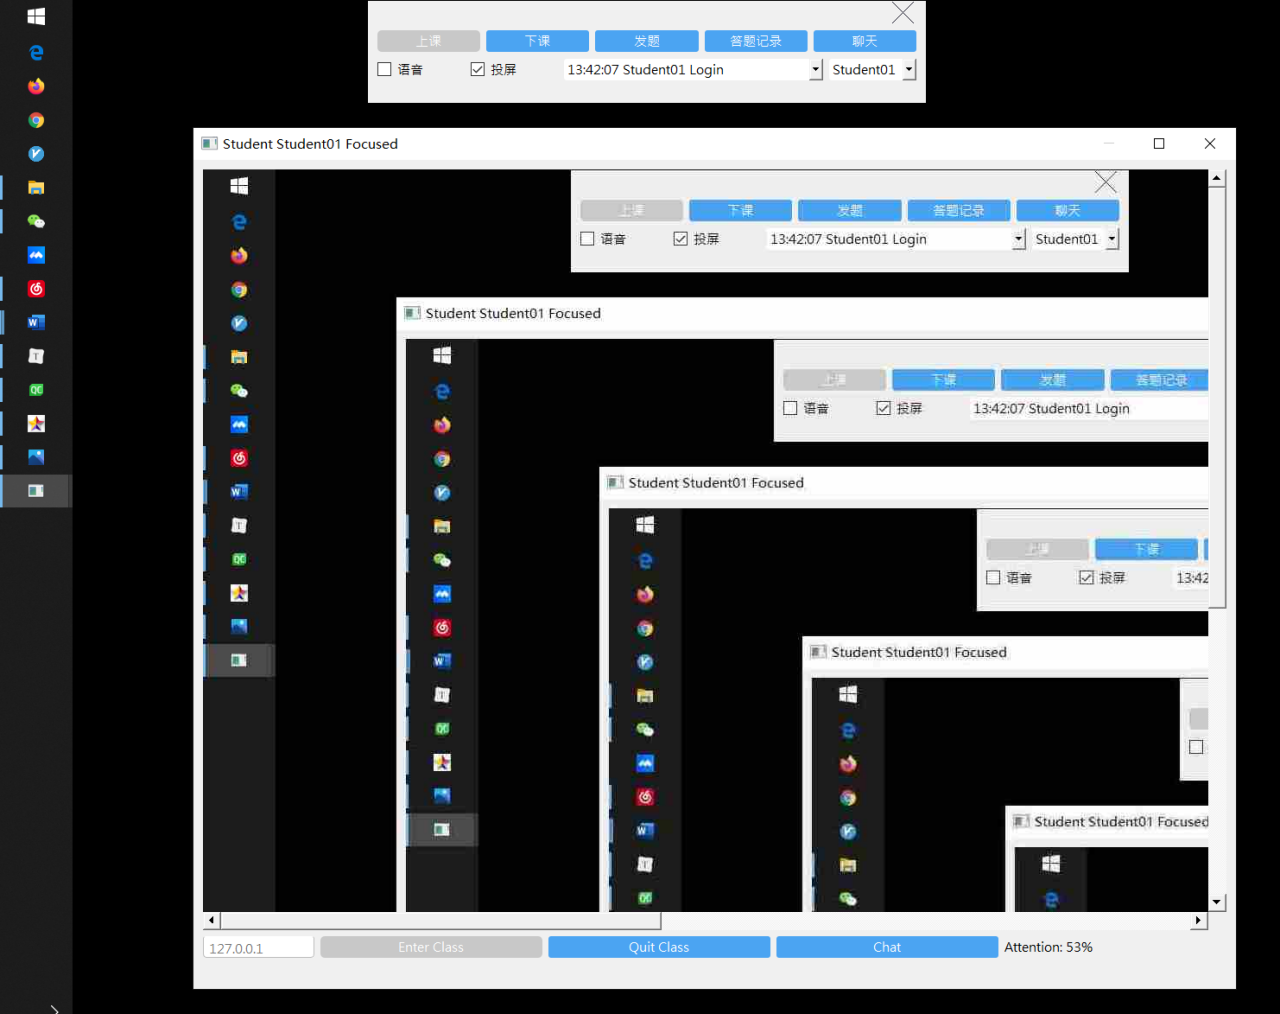 上课 下课 发题 答题记录 聊天
语音 投屏 13:42:07 Student01 Login Student01
Student Student01 Focused
上课 下课 发题 答题记录 聊天
语音 投屏 13:42:07 Student01 Login Student01
Student Student01 Focused
上课 下课 发题 答题记录
语音 投屏 13:42:07 Student01 Login
Student Student01 Focused
上课 下课
语音 投屏 13:42
Student Student01 Focused
Student Student01 Focused
127.0.0.1 Enter Class Quit Class Chat Attention: 53%